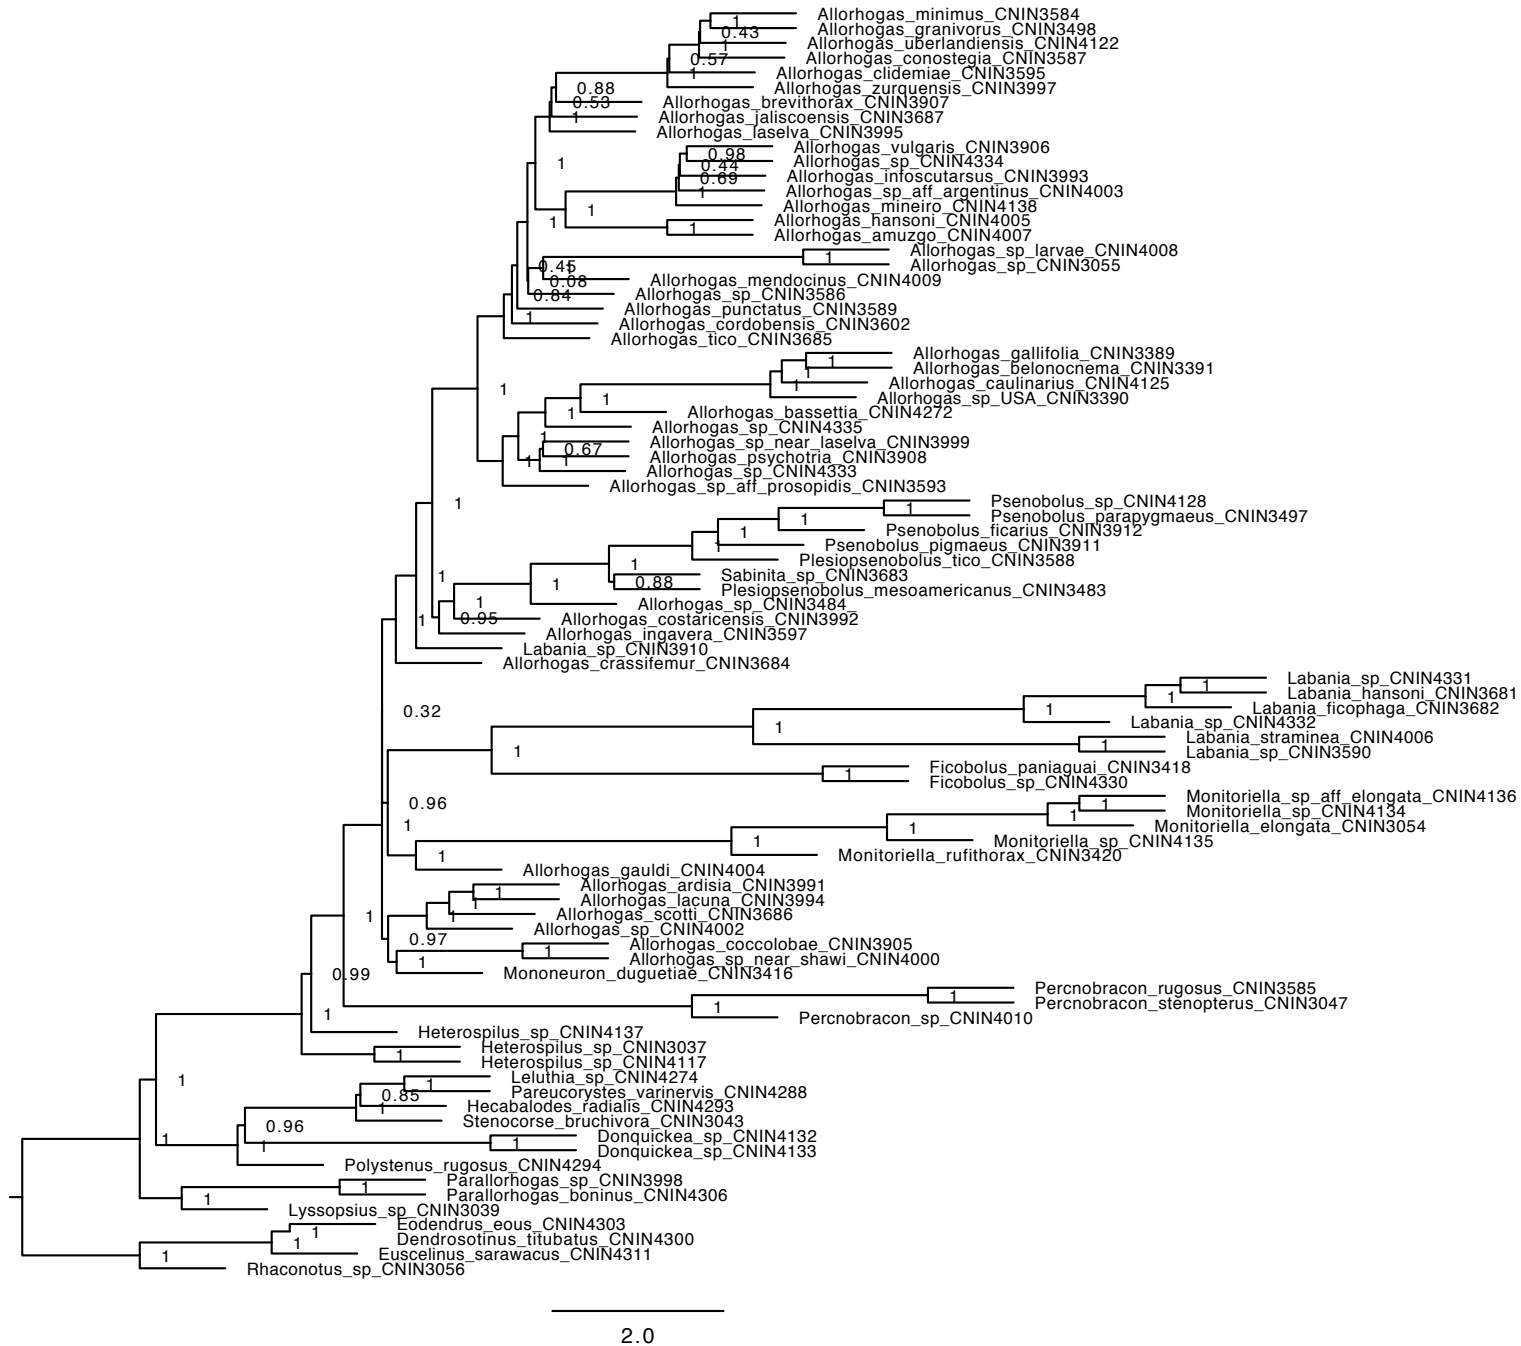 Allorhogas_minimus_CNIN3584
1
Allorhogas_granivorus_CNIN3498
0.43
Allorhogas_uberlandiensis_CNIN4122
1
Allorhogas_conostegia_CNIN3587
0.57
Allorhogas_clidemiae_CNIN3595
1
Allorhogas_zurquensis_CNIN3997
0.88
Allorhogas_brevithorax_CNIN3907
0.53
Allorhogas_jaliscoensis_CNIN3687
1
Allorhogas_laselva_CNIN3995
Allorhogas_vulgaris_CNIN3906
0.98
Allorhogas_sp_CNIN4334
1
0.44
Allorhogas_infoscutarsus_CNIN3993
0.69
Allorhogas_sp_aff_argentinus_CNIN4003
1
Allorhogas_mineiro_CNIN4138
1
Allorhogas_hansoni_CNIN4005
1
1
Allorhogas_amuzgo_CNIN4007
Allorhogas_sp_larvae_CNIN4008
1
Allorhogas_sp_CNIN3055
0.45
1
Allorhogas_mendocinus_CNIN4009
0.08
Allorhogas_sp_CNIN3586
0.84
Allorhogas_punctatus_CNIN3589
1
Allorhogas_cordobensis_CNIN3602
Allorhogas_tico_CNIN3685
Allorhogas_gallifolia_CNIN3389
1
Allorhogas_belonocnema_CNIN3391
1
Allorhogas_caulinarius_CNIN4125
1
1
Allorhogas_sp_USA_CNIN3390
1
Allorhogas_bassettia_CNIN4272
1
Allorhogas_sp_CNIN4335
1
Allorhogas_sp_near_laselva_CNIN3999
0.67
Allorhogas_psychotria_CNIN3908
1
1
Allorhogas_sp_CNIN4333
Allorhogas_sp_aff_prosopidis_CNIN3593
1
Psenobolus_sp_CNIN4128
1
Psenobolus_parapygmaeus_CNIN3497
1
Psenobolus_ficarius_CNIN3912
1
Psenobolus_pigmaeus_CNIN3911
1
Plesiopsenobolus_tico_CNIN3588
1
Sabinita_sp_CNIN3683
1
1
0.88
Plesiopsenobolus_mesoamericanus_CNIN3483
1
Allorhogas_sp_CNIN3484_
0.95
Allorhogas_costaricensis_CNIN3992
1
Allorhogas_ingavera_CNIN3597
Labania_sp_CNIN3910
Allorhogas_crassifemur_CNIN3684
Labania_sp_CNIN4331
1
Labania_hansoni_CNIN3681
1
Labania_ficophaga_CNIN3682
1
0.32
Labania_sp_CNIN4332
1
Labania_straminea_CNIN4006
1
1
Labania_sp_CNIN3590
Ficobolus_paniaguai_CNIN3418
1
Ficobolus_sp_CNIN4330
Monitoriella_sp_aff_elongata_CNIN4136
0.96
1
Monitoriella_sp_CNIN4134
1
Monitoriella_elongata_CNIN3054
1
1
Monitoriella_sp_CNIN4135
1
Monitoriella_rufithorax_CNIN3420
1
Allorhogas_gauldi_CNIN4004
Allorhogas_ardisia_CNIN3991
1
Allorhogas_lacuna_CNIN3994
1
Allorhogas_scotti_CNIN3686
1
1
Allorhogas_sp_CNIN4002
0.97
Allorhogas_coccolobae_CNIN3905
1
Allorhogas_sp_near_shawi_CNIN4000
1
Mononeuron_duguetiae_CNIN3416
0.99
Percnobracon_rugosus_CNIN3585
1
Percnobracon_stenopterus_CNIN3047
1
1
Percnobracon_sp_CNIN4010
Heterospilus_sp_CNIN4137
Heterospilus_sp_CNIN3037
1
Heterospilus_sp_CNIN4117
1
Leluthia_sp_CNIN4274
1
Pareucorystes_varinervis_CNIN4288
0.85
Hecabalodes_radialis_CNIN4293
1
Stenocorse_bruchivora_CNIN3043
0.96
Donquickea_sp_CNIN4132
1
1
1
Donquickea_sp_CNIN4133
Polystenus_rugosus_CNIN4294
Parallorhogas_sp_CNIN3998
1
Parallorhogas_boninus_CNIN4306
1
Lyssopsius_sp_CNIN3039
Eodendrus_eous_CNIN4303
1
Dendrosotinus_titubatus_CNIN4300
1
Euscelinus_sarawacus_CNIN4311
1
Rhaconotus_sp_CNIN3056
2.0